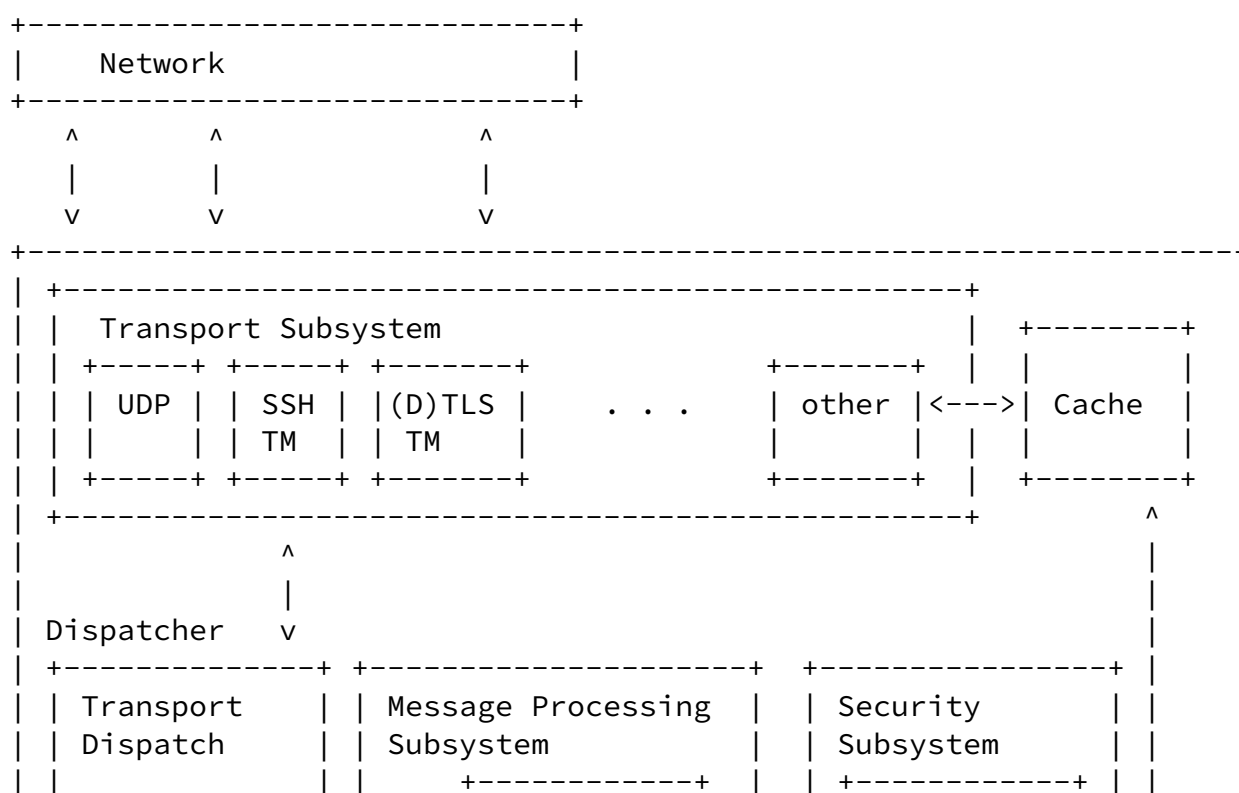 Network
Transport Subsystem
UDP SSH (D)TLS . . . other <---> Cache
TM TM
Dispatcher
Transport Message Processing Security
Dispatch Subsystem Subsystem